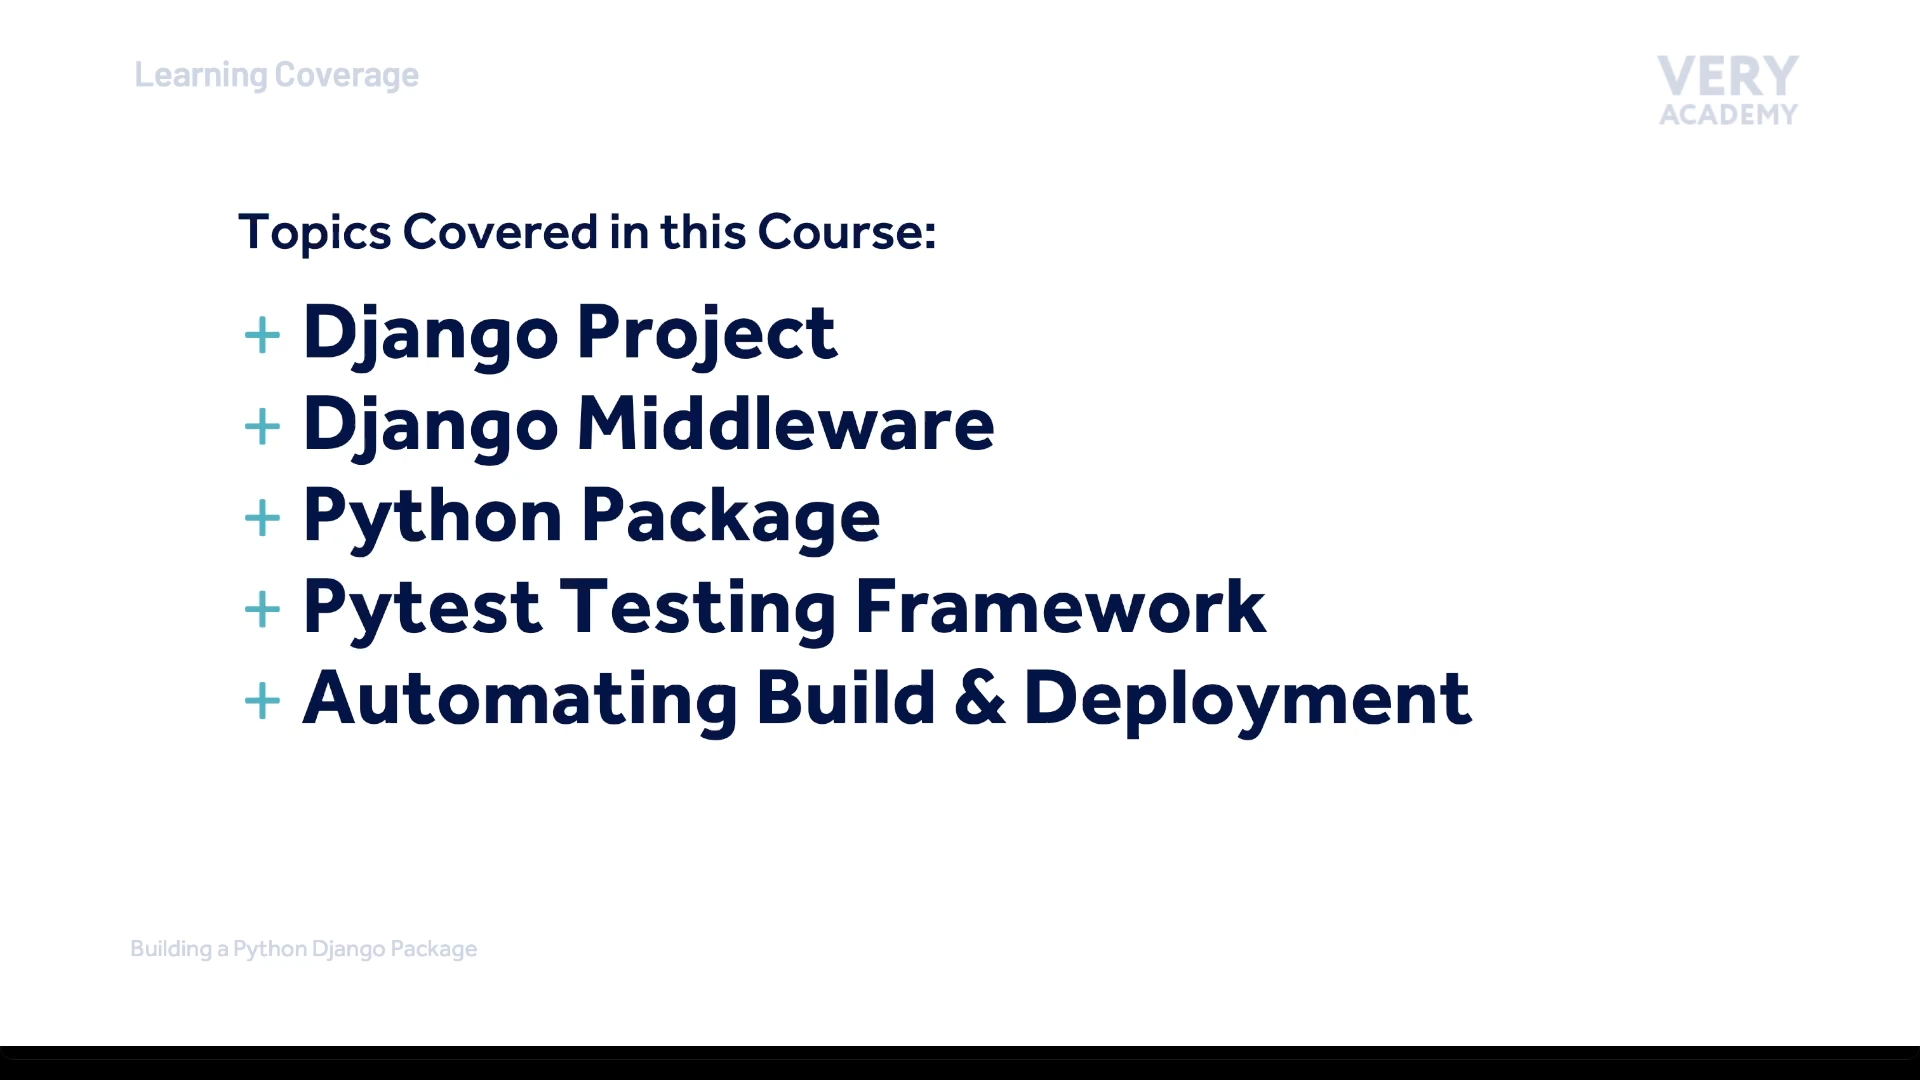 Learning Coverage
VERY
ACADEMY
Topics Covered in this Course:
+ Django Project
+ Django Middleware
+ Python Package
+ Pytest Testing Framework
+ Automating Build & Deployment
Building a Python Django Package